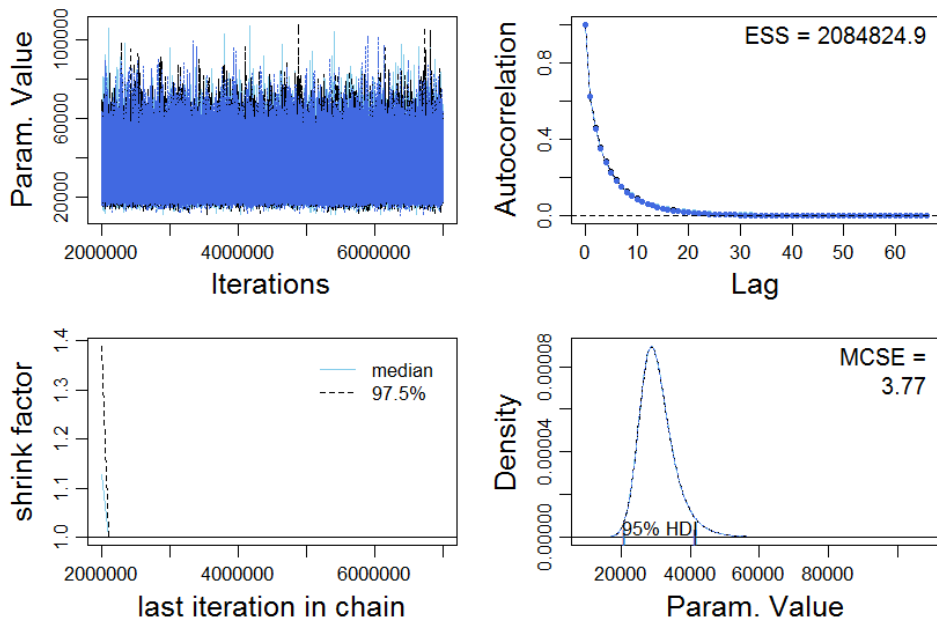 Param. Value
20000 60000 1000000
2000000 4000000 6000000
Iterations
ESS = 2084824.9
Autocorrelation
0.0 0.4 0.8
0 10 20 30 40 50 60
Lag
shrink factor
1.0 1.1 1.2 1.3 1.4
median
97.5%
2000000 4000000 6000000
last iteration in chain
MCSE =
3.77
Density
0.00000 0.00004 0.00008
95% HDI
20000 40000 60000 80000
Param. Value